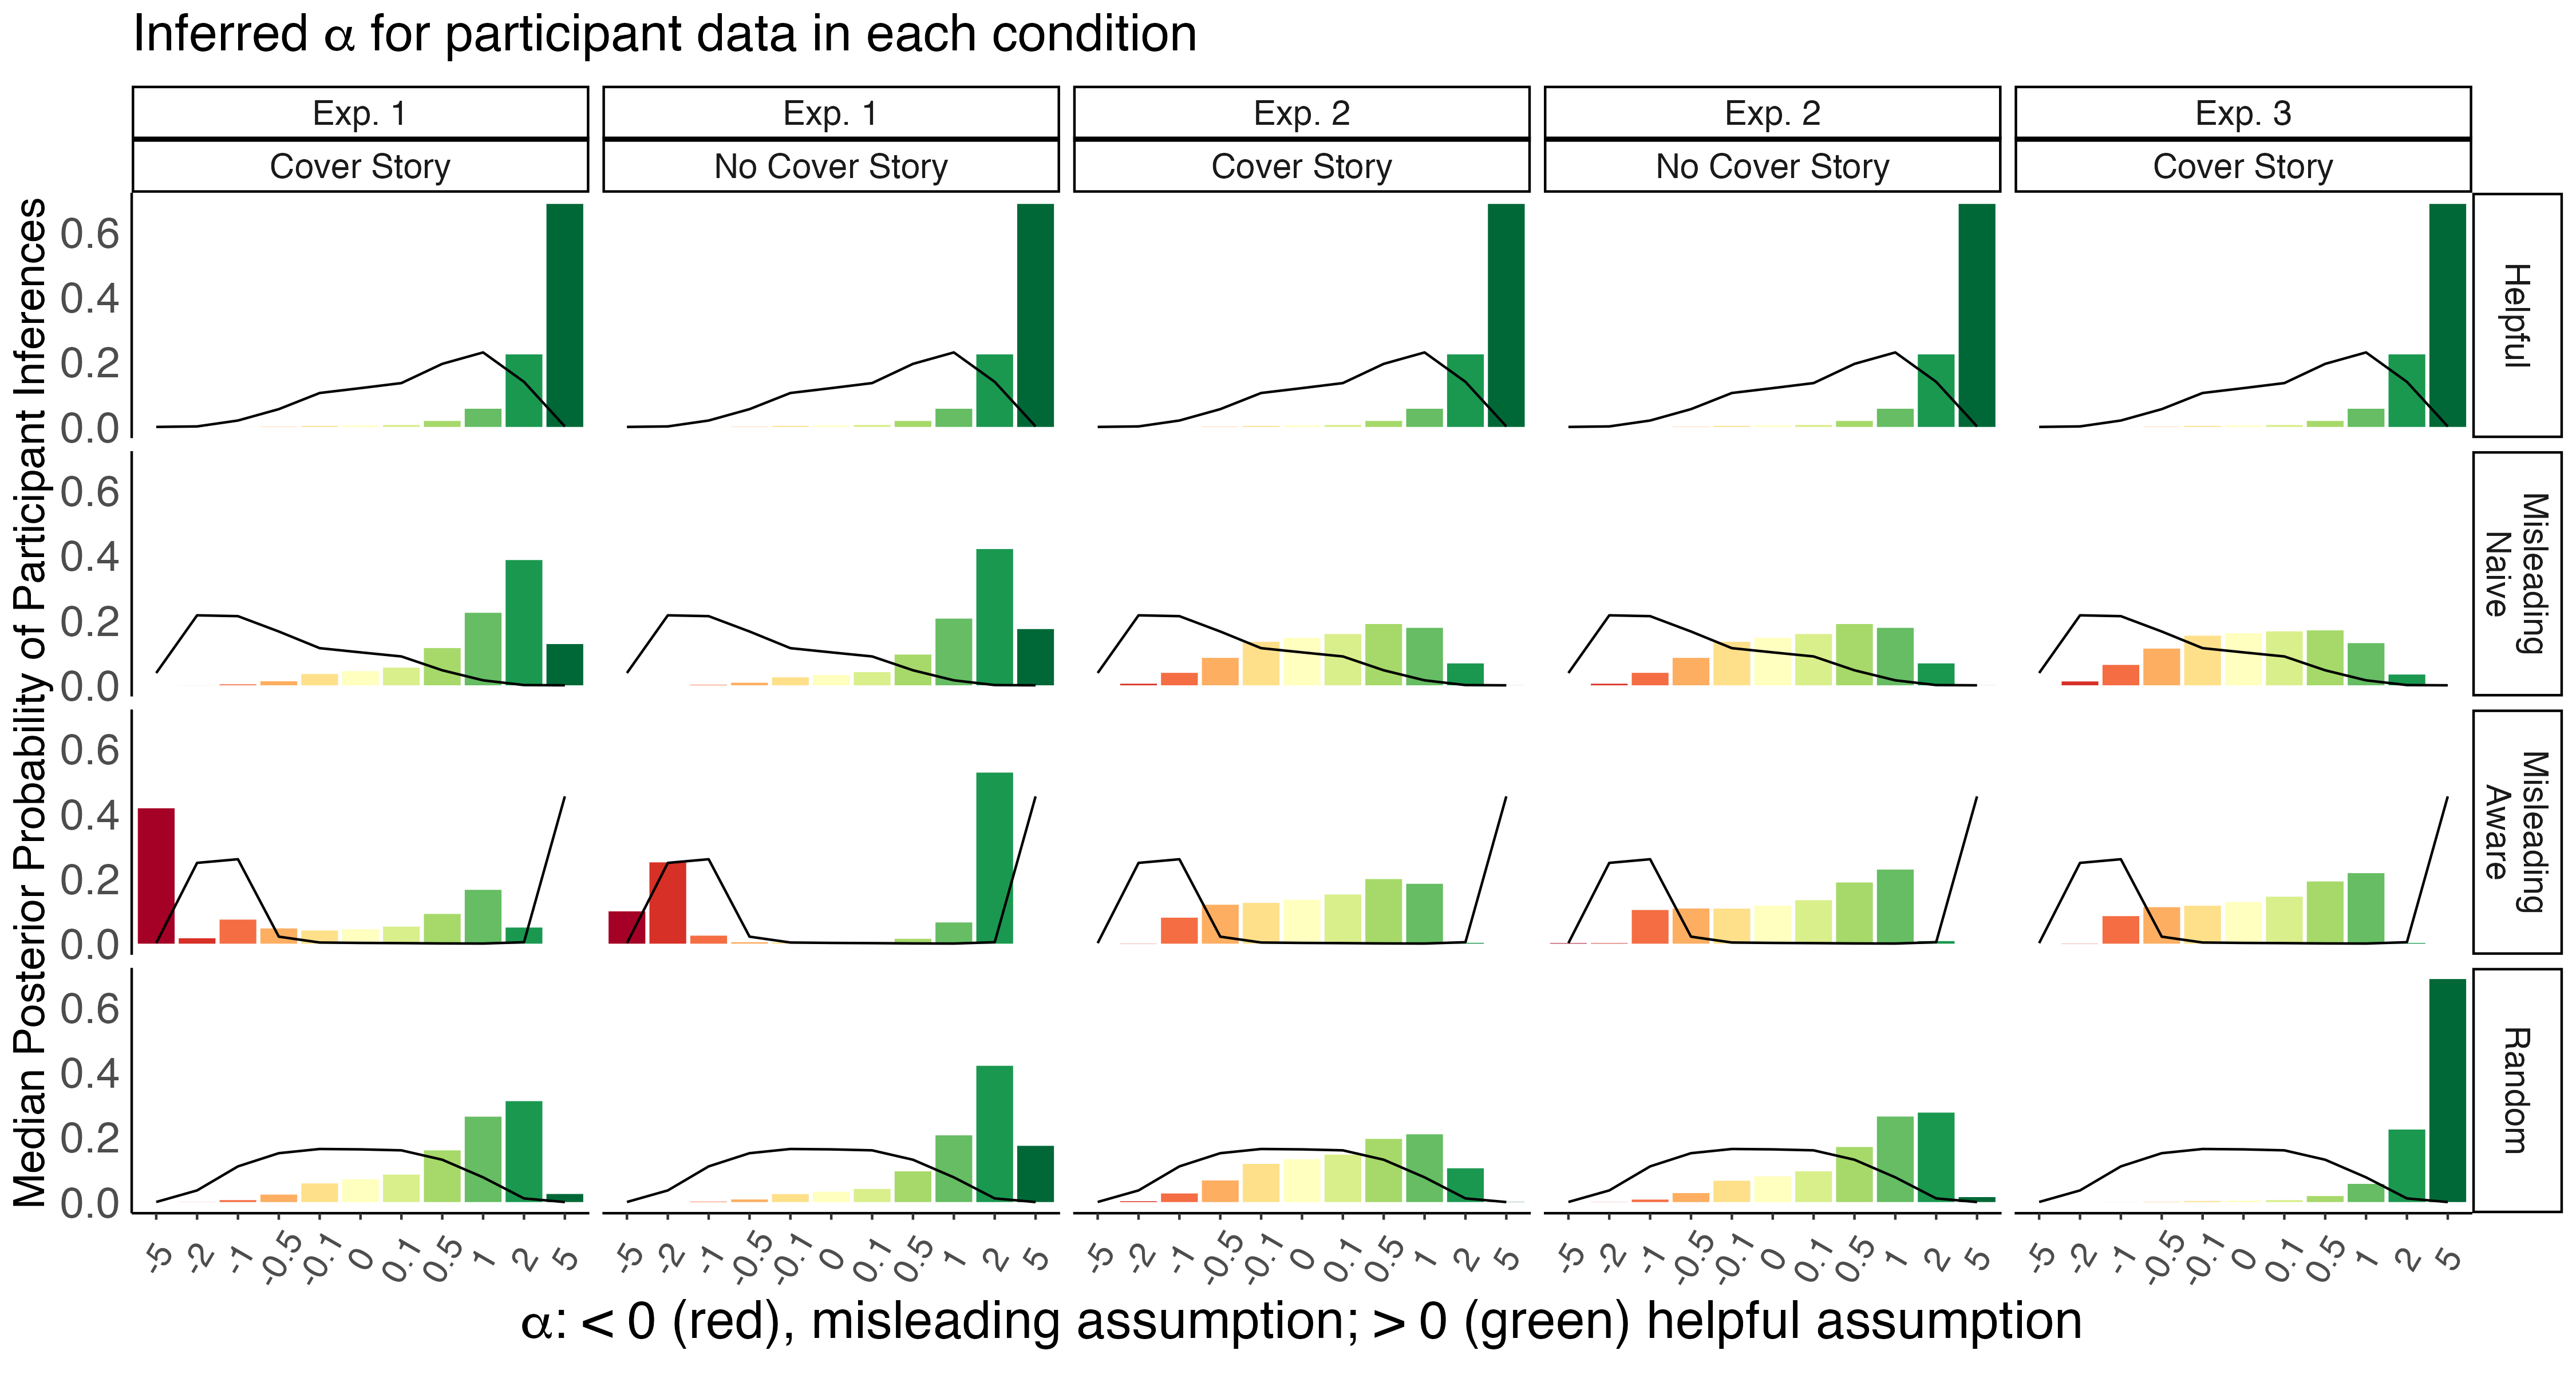 Inferred α for participant data in each condition
Exp. 1
Exp. 1
Exp. 2
Exp. 2
Exp. 3
Cover Story
No Cover Story
Cover Story
No Cover Story
Cover Story
Median Posterior Probability of Participant Inferences
0.6
0.4
0.2
0.0
Helpful
0.6
0.4
0.2
0.0
Misleading
Naive
0.6
0.4
0.2
0.0
Misleading
Aware
0.6
0.4
0.2
0.0
Random
-5 -2 -1 -0.5 -0.1 0 0.1 0.5 1 2 5
-5 -2 -1 -0.5 -0.1 0 0.1 0.5 1 2 5
-5 -2 -1 -0.5 -0.1 0 0.1 0.5 1 2 5
-5 -2 -1 -0.5 -0.1 0 0.1 0.5 1 2 5
-5 -2 -1 -0.5 -0.1 0 0.1 0.5 1 2 5
α: < 0 (red), misleading assumption; > 0 (green) helpful assumption